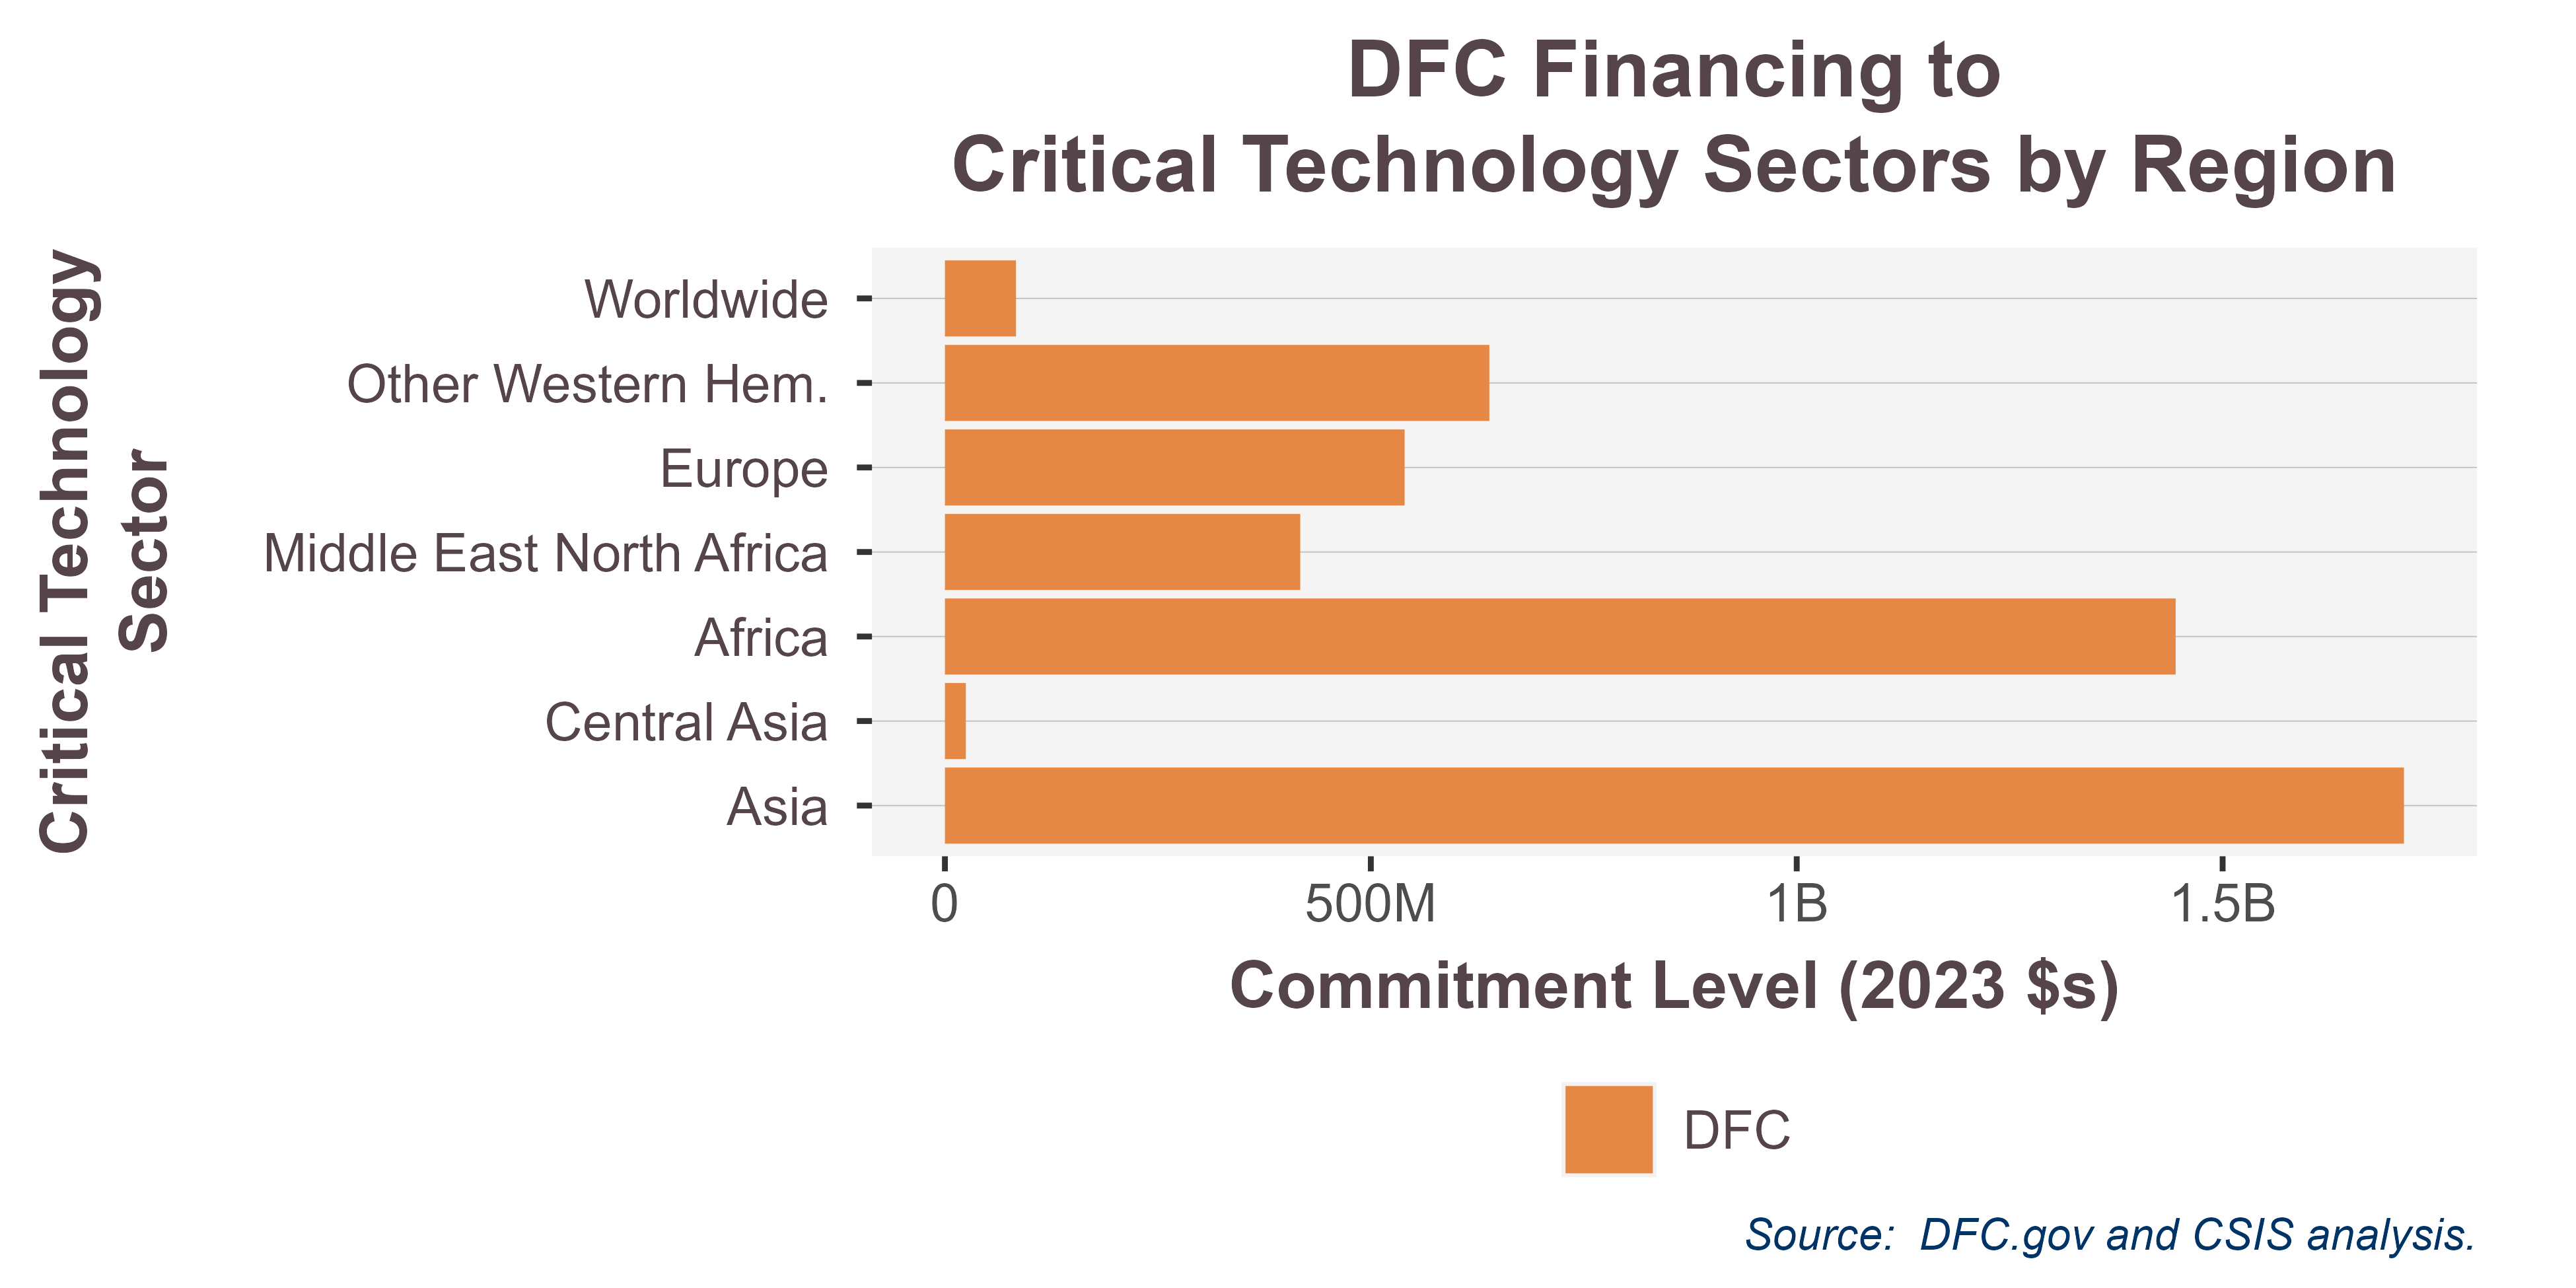 DFC Financing to
Critical Technology Sectors by Region
Critical Technology
Sector
Worldwide
Other Western Hem.
Europe
Middle East North Africa
Africa
Central Asia
Asia
0 500M 1B 1.5B
Commitment Level (2023 $s)
DFC
Source:  DFC.gov and CSIS analysis.